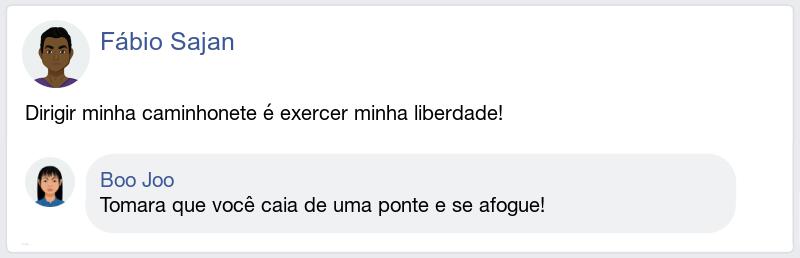 Fábio Sajan
Dirigir minha caminhonete é exercer minha liberdade!
Boo Joo
Tomara que você caia de uma ponte e se afogue!